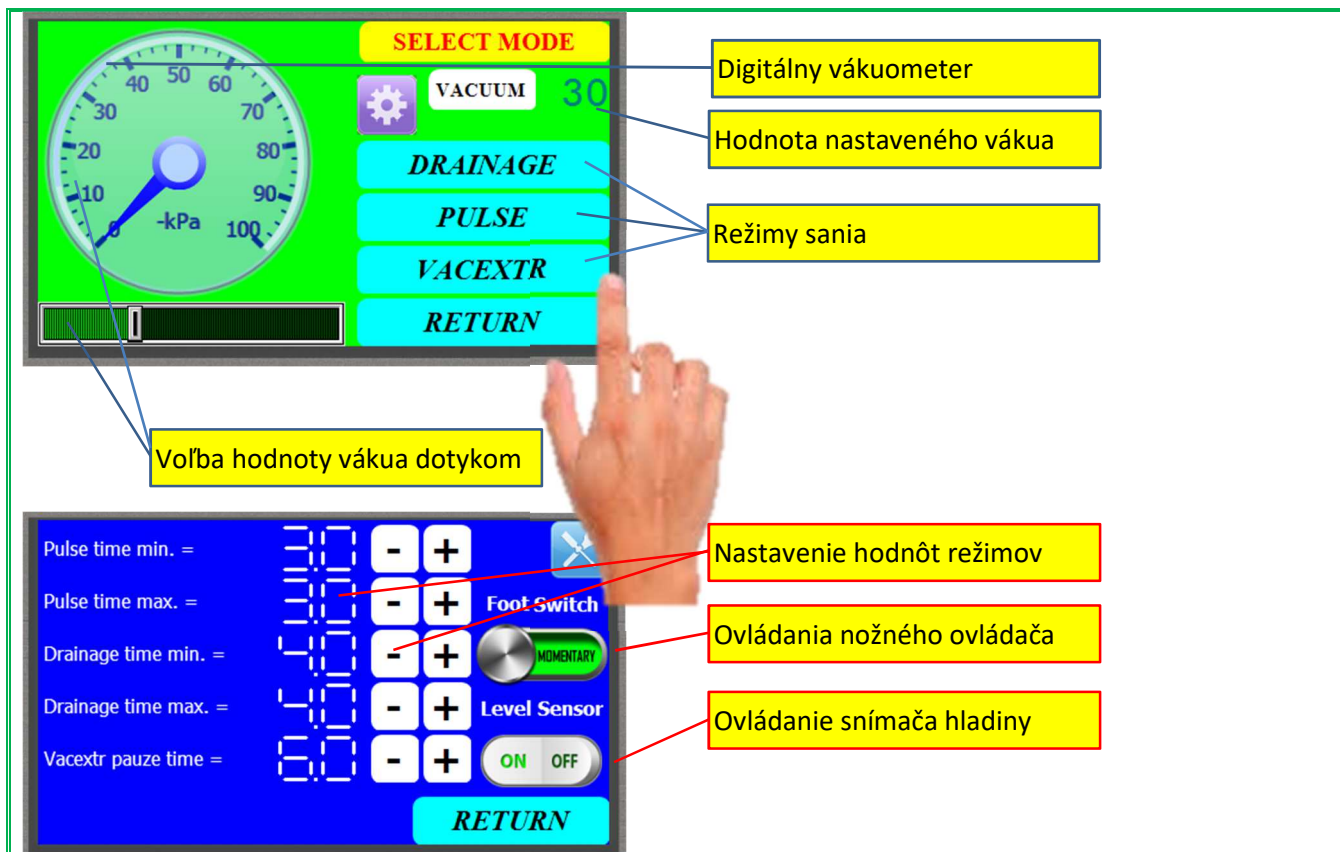 SELECT MODE
VACUUM 30
DRAINAGE
PULSE
VACEXTR
RETURN
40 50 60
30 70
20 80
10 90
0 -kPa 100
Digitálny vákuometer
Hodnota nastaveného vákua
Režimy sania
Voľba hodnoty vákua dotykom
Pulse time min. = 3.0 - +
Pulse time max. = 3.0 - +
Drainage time min. = 4.0 - +
Drainage time max. = 4.0 - +
Vacextr pauze time = 6.0 - +
Foot Switch
MOMENTARY
Level Sensor
ON OFF
RETURN
Nastavenie hodnôt režimov
Ovládania nožného ovládača
Ovládanie snímača hladiny